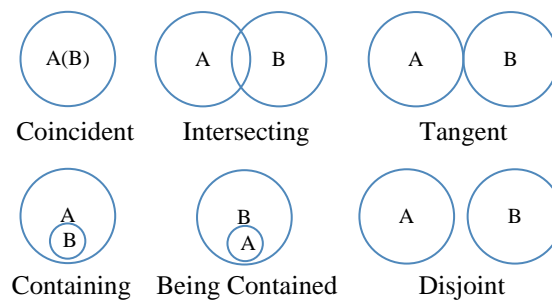 A(B) A B A B
Coincident Intersecting Tangent
A B B A A B
Containing Being Contained Disjoint